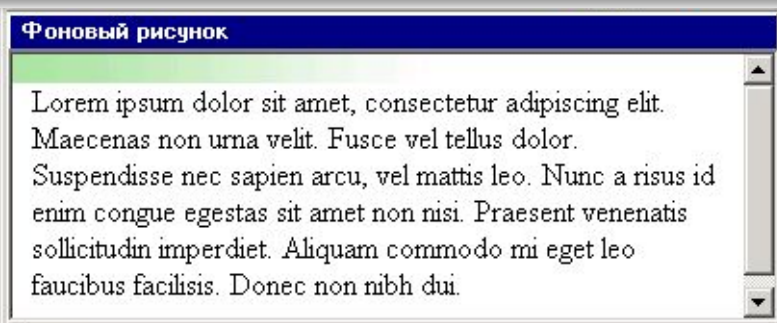 Фоновый рисунок
Lorem ipsum dolor sit amet, consectetur adipiscing elit.
Maecenas non urna velit. Fusce vel tellus dolor.
Suspendisse nec sapien arcu, vel mattis leo. Nunc a risus id
enim congue egestas sit amet non nisi. Praesent venenatis
sollicitudin imperdiet. Aliquam commodo mi eget leo
faucibus facilisis. Donec non nibh dui.